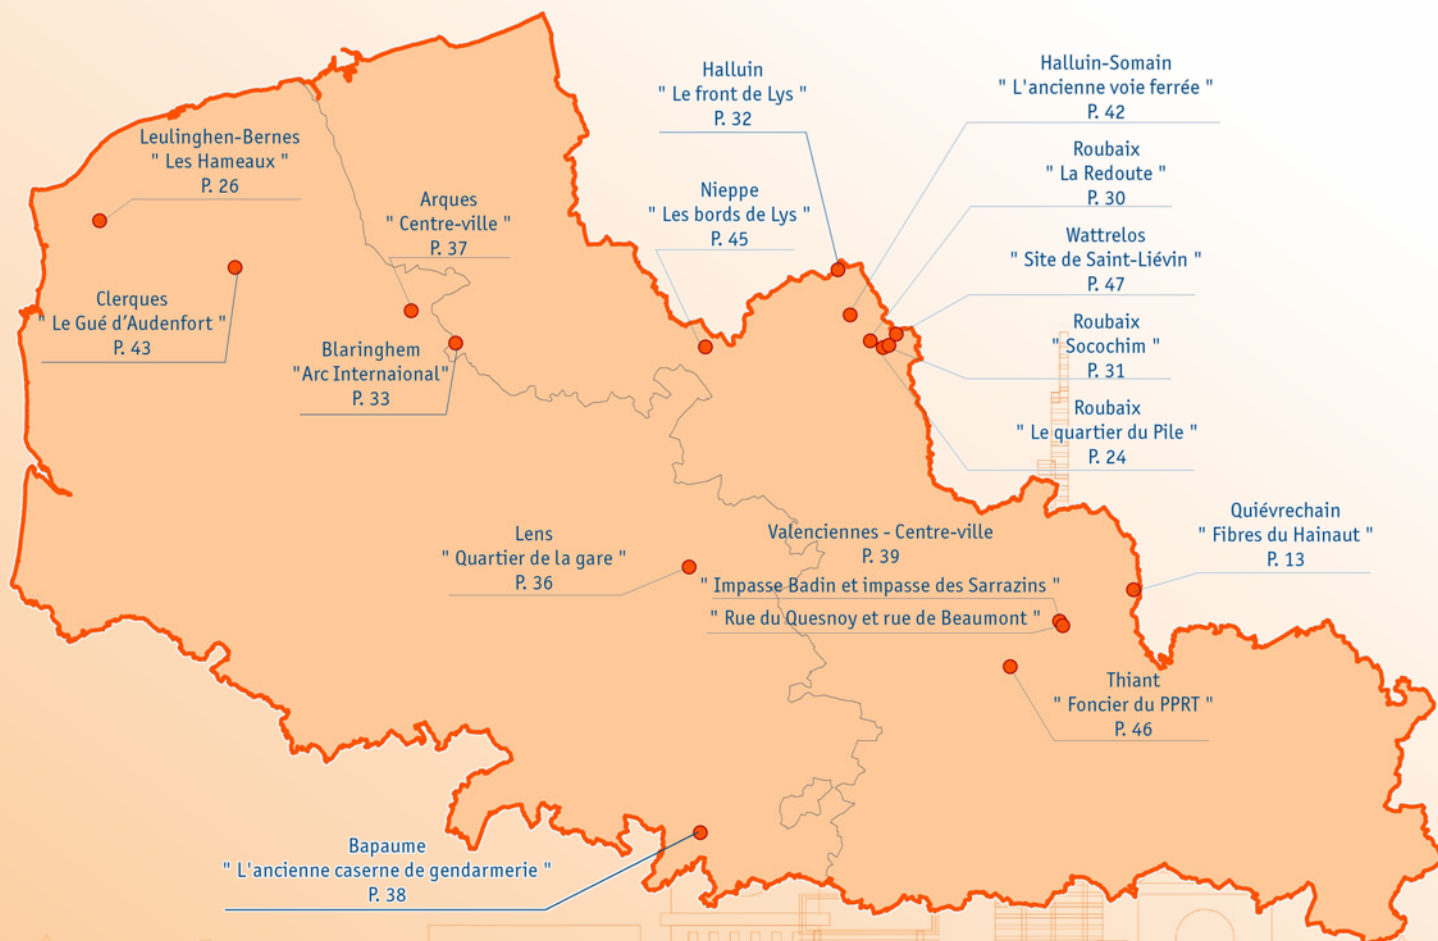 Halluin
" Le front de Lys "
P. 32
Halluin-Somain
" L'ancienne voie ferrée "
P. 42
Leulinghen-Bernes
" Les Hameaux "
P. 26
Arques
" Centre-ville "
P. 37
Nieppe
" Les bords de Lys "
P. 45
Roubaix
" La Redoute "
P. 30
Wattrelos
" Site de Saint-Liévin "
P. 47
Clerques
" Le Gué d'Audenfort "
P. 43
Blaringhem
"Arc Internaional"
P. 33
Roubaix
" Socochim "
P. 31
Roubaix
" Le quartier du Pile "
P. 24
Lens
" Quartier de la gare "
P. 36
Valenciennes - Centre-ville
P. 39
" Impasse Badin et impasse des Sarrazins "
" Rue du Quesnoy et rue de Beaumont "
Quiévrechain
" Fibres du Hainaut "
P. 13
Thiant
" Foncier du PPRT "
P. 46
Bapaume
" L'ancienne caserne de gendarmerie "
P. 38